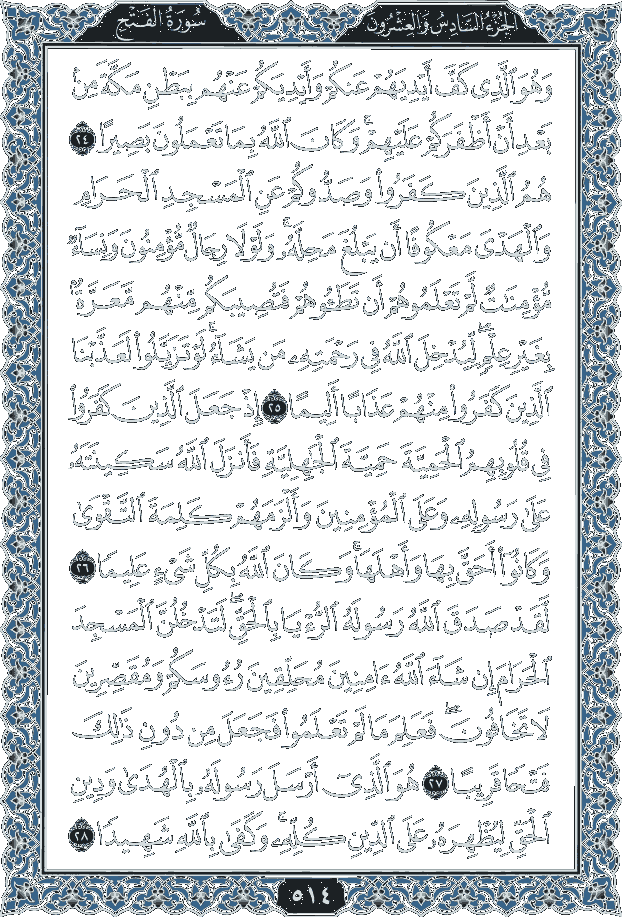 الجزء السادس والعشرون
سورة الفتح
وَهُوَ ٱلَّذِى كَفَّ أَيْدِيَهُمْ عَنكُمْ وَأَيْدِيَكُمْ عَنْهُم بِبَطْنِ مَكَّةَ مِنۢ
بَعْدِ أَنْ أَظْفَرَكُمْ عَلَيْهِمْ ۚ وَكَانَ ٱللَّهُ بِمَا تَعْمَلُونَ بَصِيرًا ٢٤
هُمُ ٱلَّذِينَ كَفَرُوا۟ وَصَدُّوكُمْ عَنِ ٱلْمَسْجِدِ ٱلْحَرَامِ
وَٱلْهَدْىَ مَعْكُوفًا أَن يَبْلُغَ مَحِلَّهُۥ ۚ وَلَوْلَا رِجَالٌ مُّؤْمِنُونَ وَنِسَآءٌ
مُّؤْمِنَـٰتٌ لَّمْ تَعْلَمُوهُمْ أَن تَطَـُٔوهُمْ فَتُصِيبَكُم مِّنْهُم مَّعَرَّةٌۢ
بِغَيْرِ عِلْمٍ ۖ لِّيُدْخِلَ ٱللَّهُ فِى رَحْمَتِهِۦ مَن يَشَآءُ ۚ لَوْ تَزَيَّلُوا۟ لَعَذَّبْنَا
ٱلَّذِينَ كَفَرُوا۟ مِنْهُمْ عَذَابًا أَلِيمًا ٢٥ إِذْ جَعَلَ ٱلَّذِينَ كَفَرُوا۟
فِى قُلُوبِهِمُ ٱلْحَمِيَّةَ حَمِيَّةَ ٱلْجَـٰهِلِيَّةِ فَأَنزَلَ ٱللَّهُ سَكِينَتَهُۥ
عَلَىٰ رَسُولِهِۦ وَعَلَى ٱلْمُؤْمِنِينَ وَأَلْزَمَهُمْ كَلِمَةَ ٱلتَّقْوَىٰ
وَكَانُوٓا۟ أَحَقَّ بِهَا وَأَهْلَهَا ۚ وَكَانَ ٱللَّهُ بِكُلِّ شَىْءٍ عَلِيمًا ٢٦
لَّقَدْ صَدَقَ ٱللَّهُ رَسُولَهُ ٱلرُّءْيَا بِٱلْحَقِّ ۖ لَتَدْخُلُنَّ ٱلْمَسْجِدَ
ٱلْحَرَامَ إِن شَآءَ ٱللَّهُ ءَامِنِينَ مُحَلِّقِينَ رُءُوسَكُمْ وَمُقَصِّرِينَ
لَا تَخَافُونَ ۖ فَعَلِمَ مَا لَمْ تَعْلَمُوا۟ فَجَعَلَ مِن دُونِ ذَٰلِكَ
فَتْحًا قَرِيبًا ٢٧ هُوَ ٱلَّذِىٓ أَرْسَلَ رَسُولَهُۥ بِٱلْهُدَىٰ وَدِينِ
ٱلْحَقِّ لِيُظْهِرَهُۥ عَلَى ٱلدِّينِ كُلِّهِۦ ۚ وَكَفَىٰ بِٱللَّهِ شَهِيدًا ٢٨
٥١٤